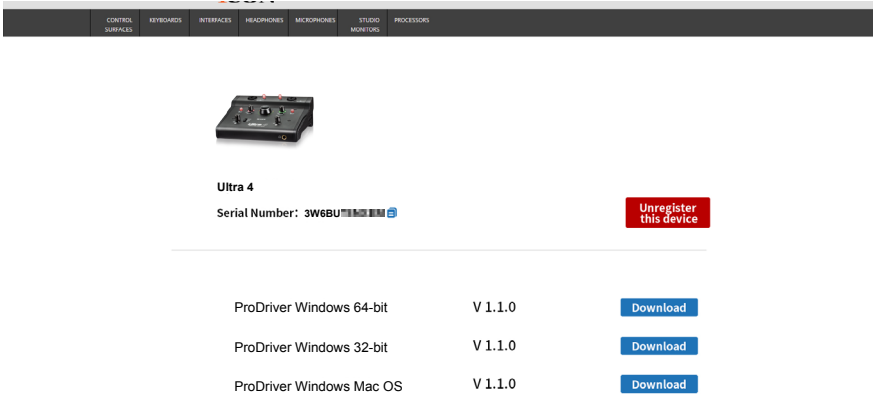 CONTROL SURFACES KEYBOARDS INTERFACES HEADPHONES MICROPHONES STUDIO MONITORS PROCESSORS
Ultra 4
Serial Number: 3W6BU
Unregister
this device
ProDriver Windows 64-bit V 1.1.0 Download
ProDriver Windows 32-bit V 1.1.0 Download
ProDriver Windows Mac OS V 1.1.0 Download